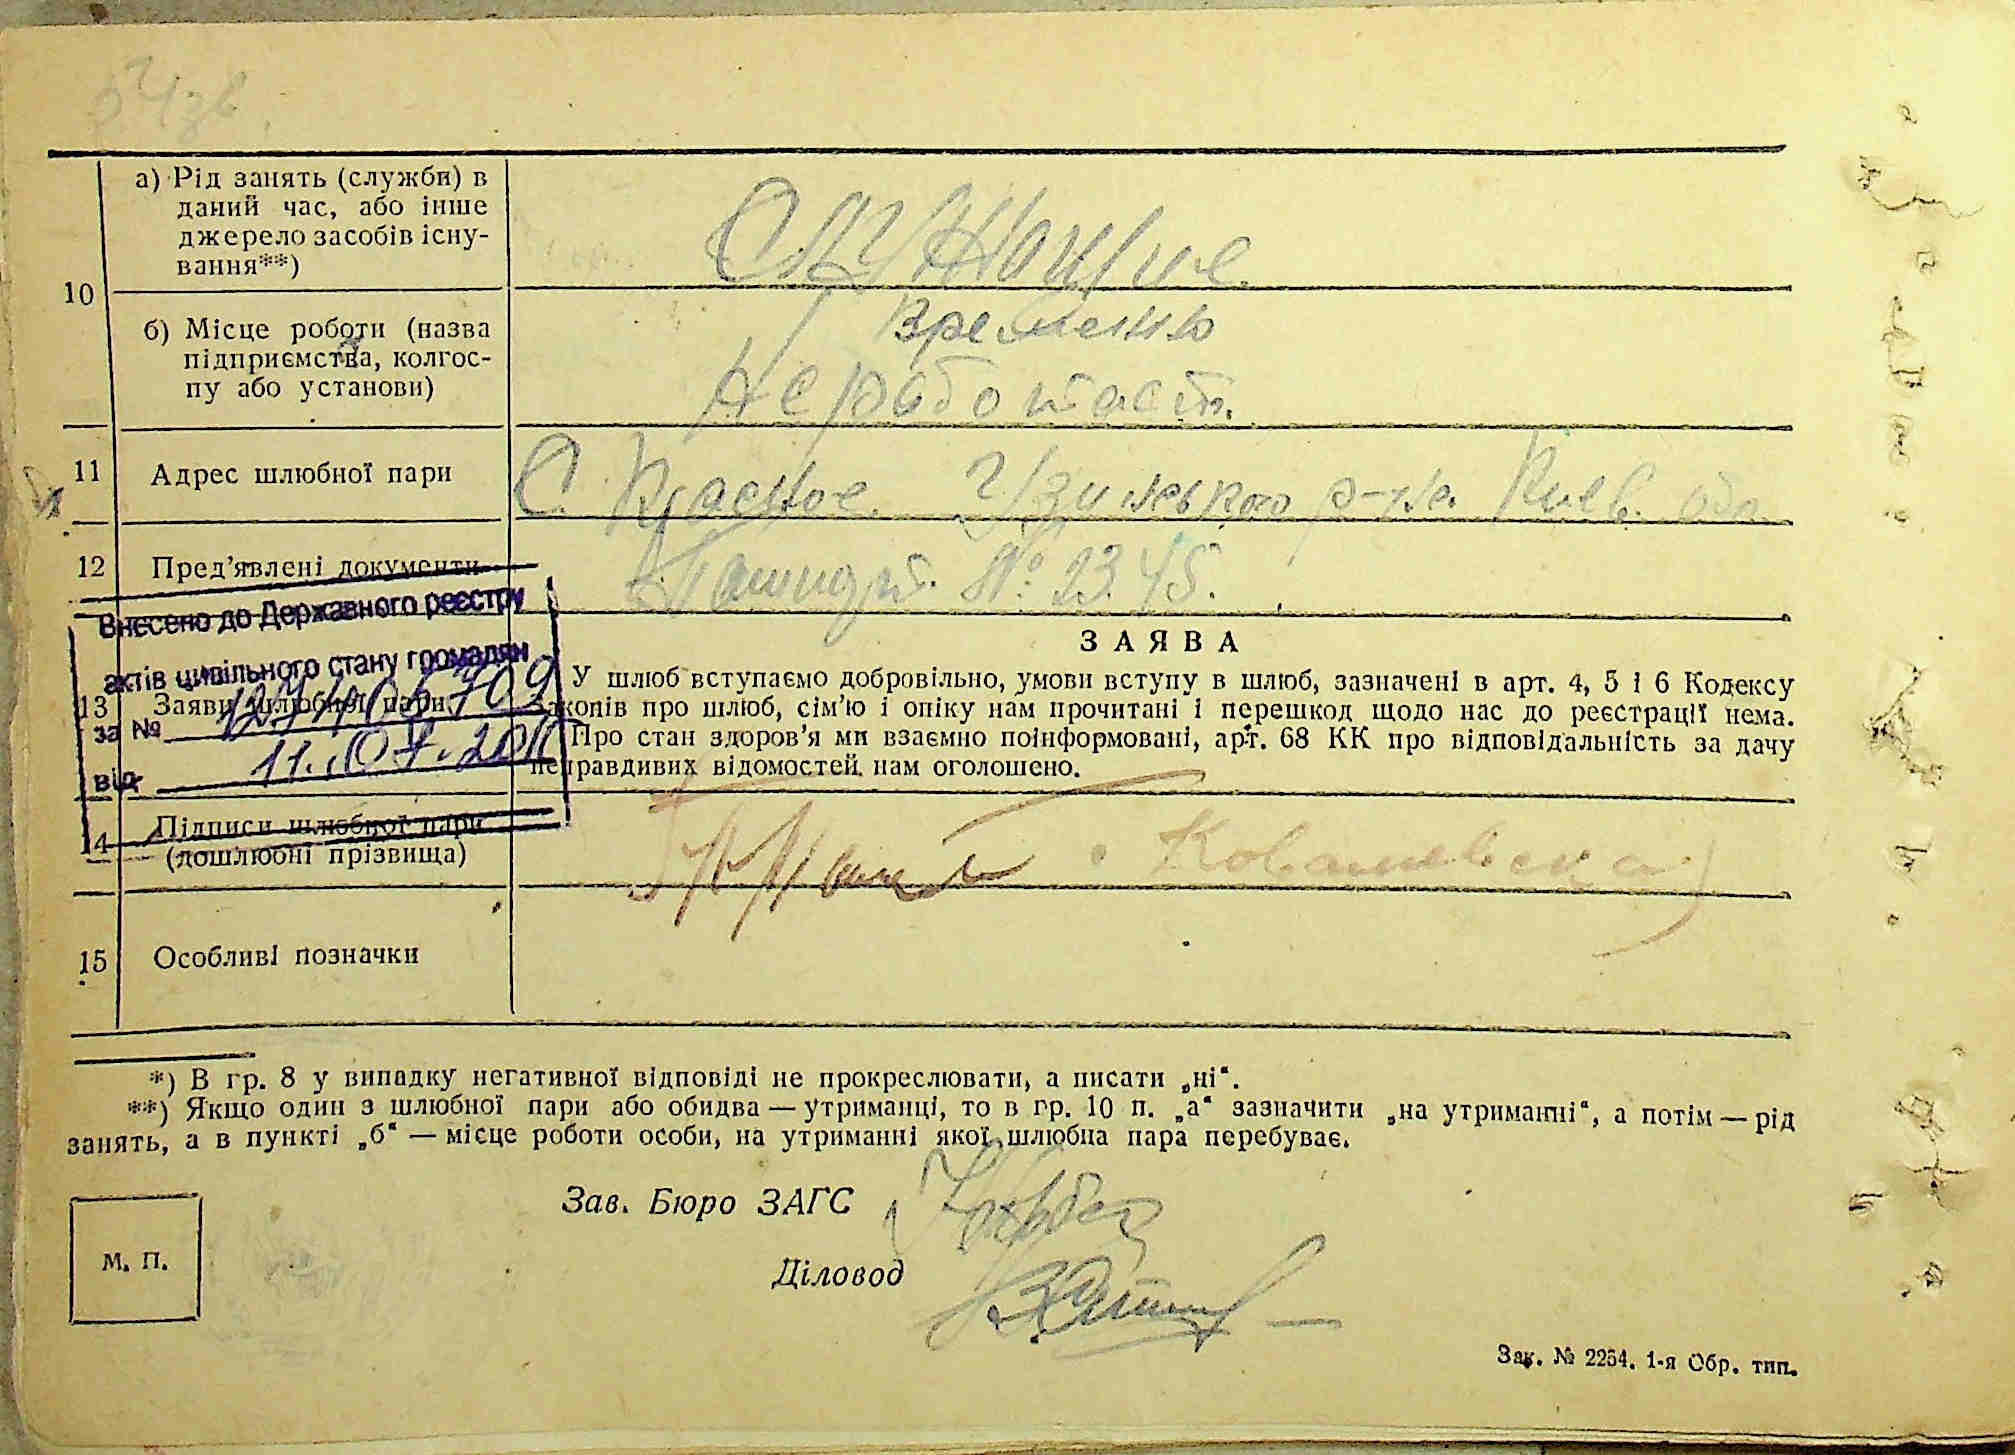 10
а) Рід занять (служби) в
даний час, або інше
джерело засобів існу-
вання**)
Служащие
б) Місце роботи (назва
підприємства, колгос-
пу або установи)
временно
не работает.
11
Адрес шлюбної пари
С. Красное Узинського р-на Киев. обл.
12
Пред’явлені документи
№ 2345.
Внесено до Державного реєстру
актів цивільного стану громадян
за №
від 11.07.2011
13
Заяви шлюбної пари
ЗАЯВА
У шлюб вступаємо добровільно, умови вступу в шлюб, зазначені в арт. 4, 5 і 6 Кодексу
законів про шлюб, сім’ю і опіку нам прочитані і перешкод щодо нас до реєстрації нема.
Про стан здоров’я ми взаємно поінформовані, арт. 68 КК про відповідальність за дачу
неправдивих відомостей нам оголошено.
14
Підписи шлюбної пари
(дошлюбні прізвища)
Ковалевска
15
Особливі позначки
*) В гр. 8 у випадку негативної відповіді не прокреслювати, а писати „ні“.
**) Якщо один з шлюбної пари або обидва — утриманці, то в гр. 10 п. „а“ зазначити „на утриманні“, а потім — рід
занять, а в пункті „б“ — місце роботи особи, на утриманні якої шлюбна пара перебуває.
Зав. Бюро ЗАГС
М. П.
Діловод
Зак. № 2254. 1-я Обр. тип.